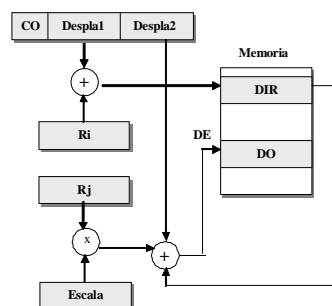 CO Despla1 Despla2
Memoria
DIR
Ri
DE
DO
Rj
x
+
+
Escala